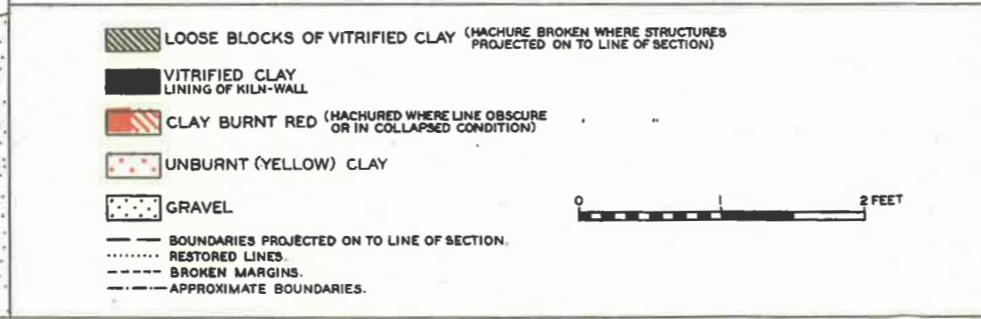 LOOSE BLOCKS OF VITRIFIED CLAY (HACHURE BROKEN WHERE STRUCTURES
PROJECTED ON TO LINE OF SECTION)
VITRIFIED CLAY
LINING OF KILN-WALL
CLAY BURNT RED (HACHURED WHERE LINE OBSCURE
OR IN COLLAPSED CONDITION)
UNBURNT (YELLOW) CLAY
GRAVEL
0 1 2 FEET
BOUNDARIES PROJECTED ON TO LINE OF SECTION.
RESTORED LINES.
BROKEN MARGINS.
APPROXIMATE BOUNDARIES.